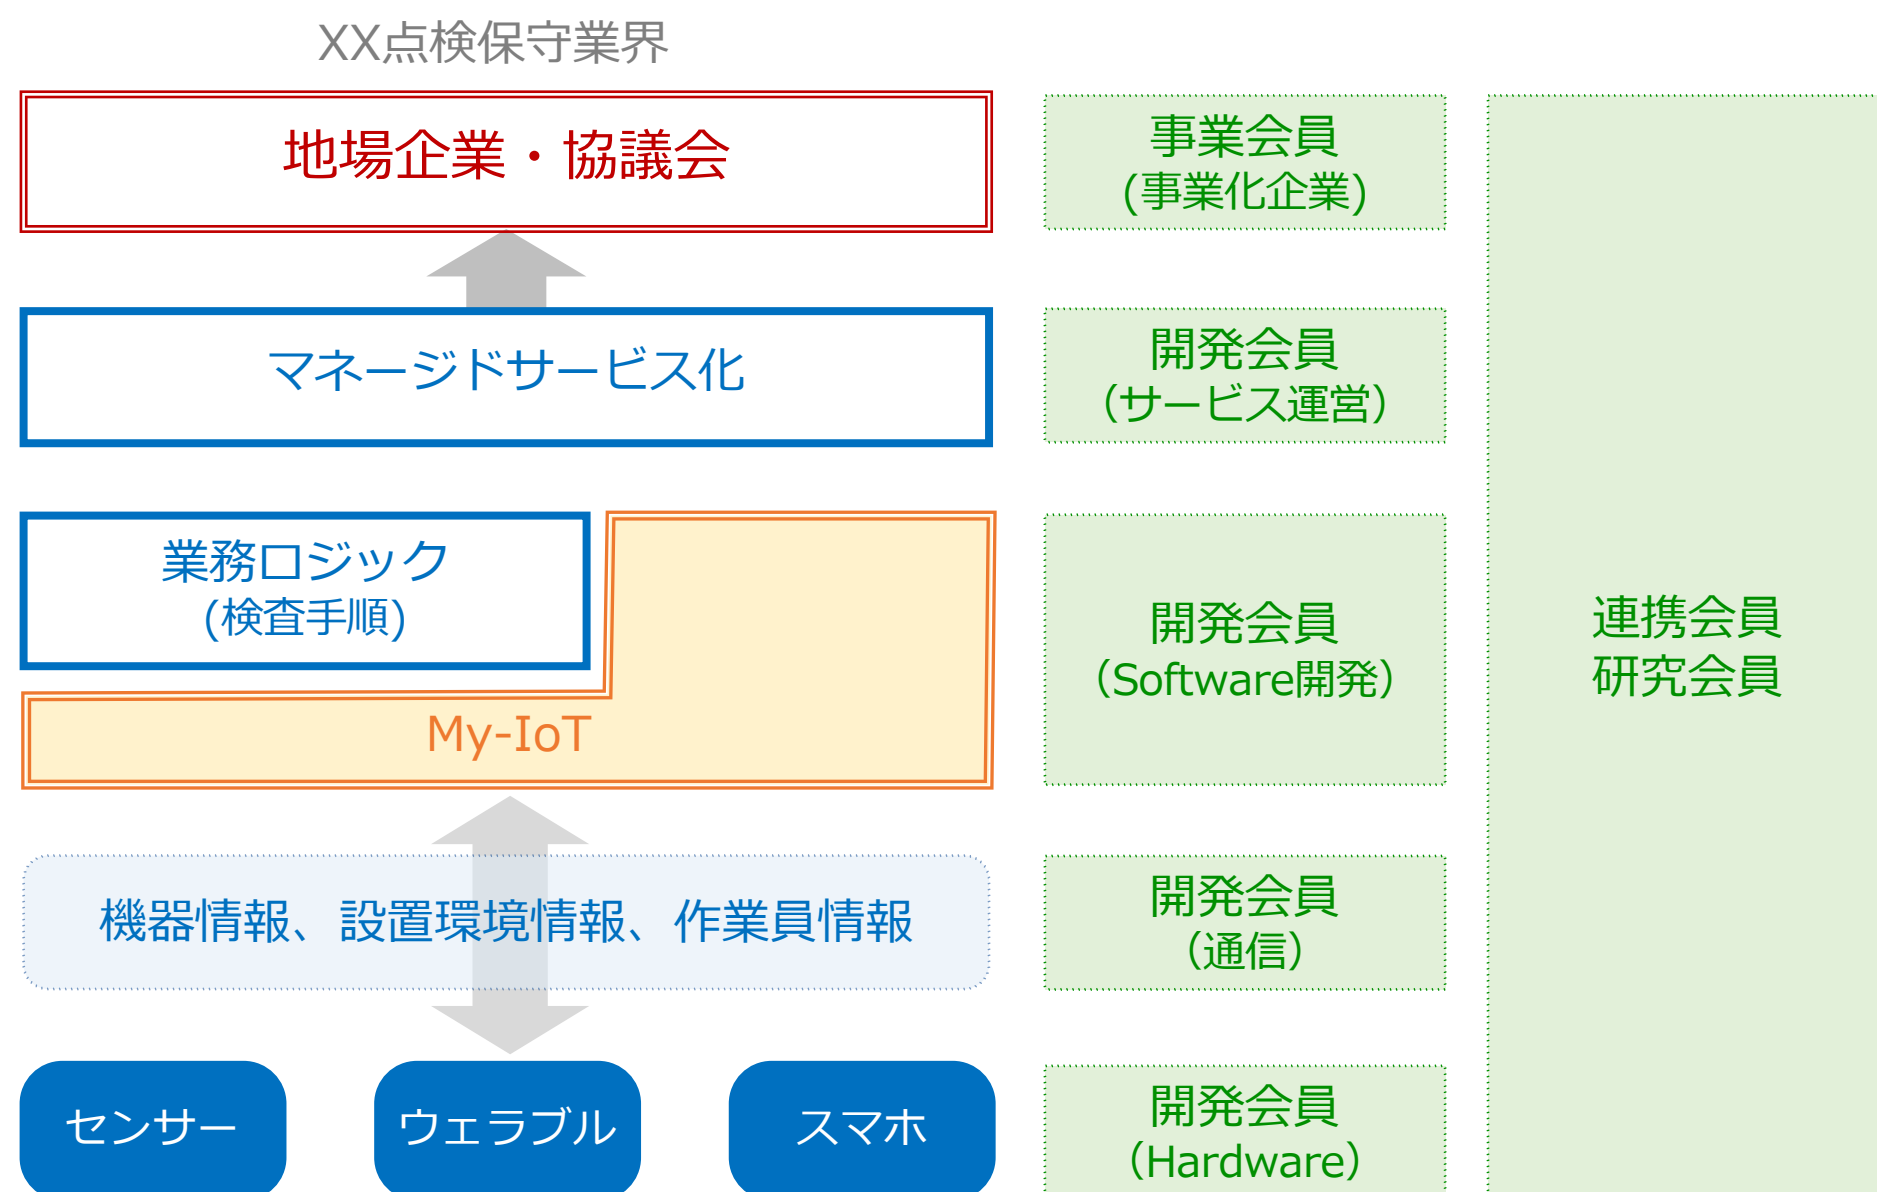 XX点検保守業界
地場企業・協議会
事業会員
(事業化企業)
マネージドサービス化
開発会員
（サービス運営）
業務ロジック
(検査手順)
My-IoT
開発会員
（Software開発）
連携会員
研究会員
機器情報、設置環境情報、作業員情報
開発会員
（通信）
センサー
ウェラブル
スマホ
開発会員
（Hardware）